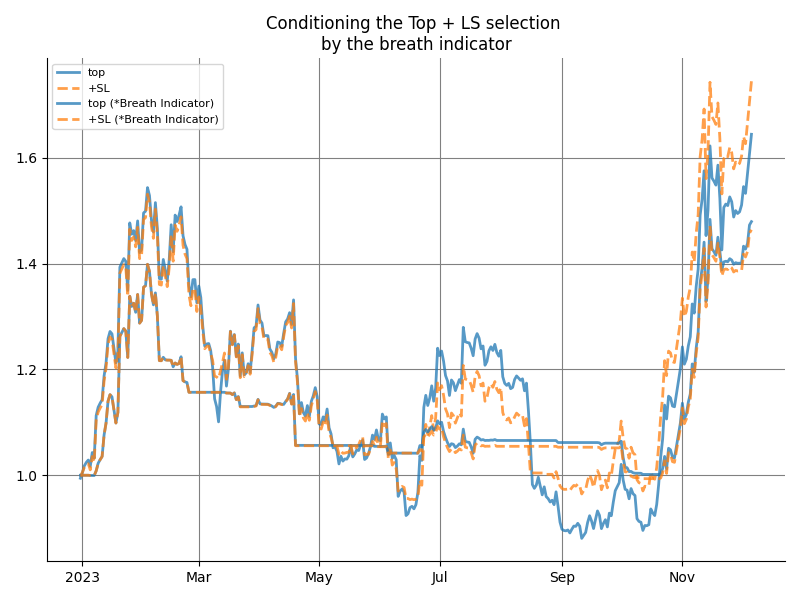 Conditioning the Top + LS selection
by the breath indicator
top
+SL
top (*Breath Indicator)
+SL (*Breath Indicator)
1.6
1.4
1.2
1.0
2023
Mar
May
Jul
Sep
Nov